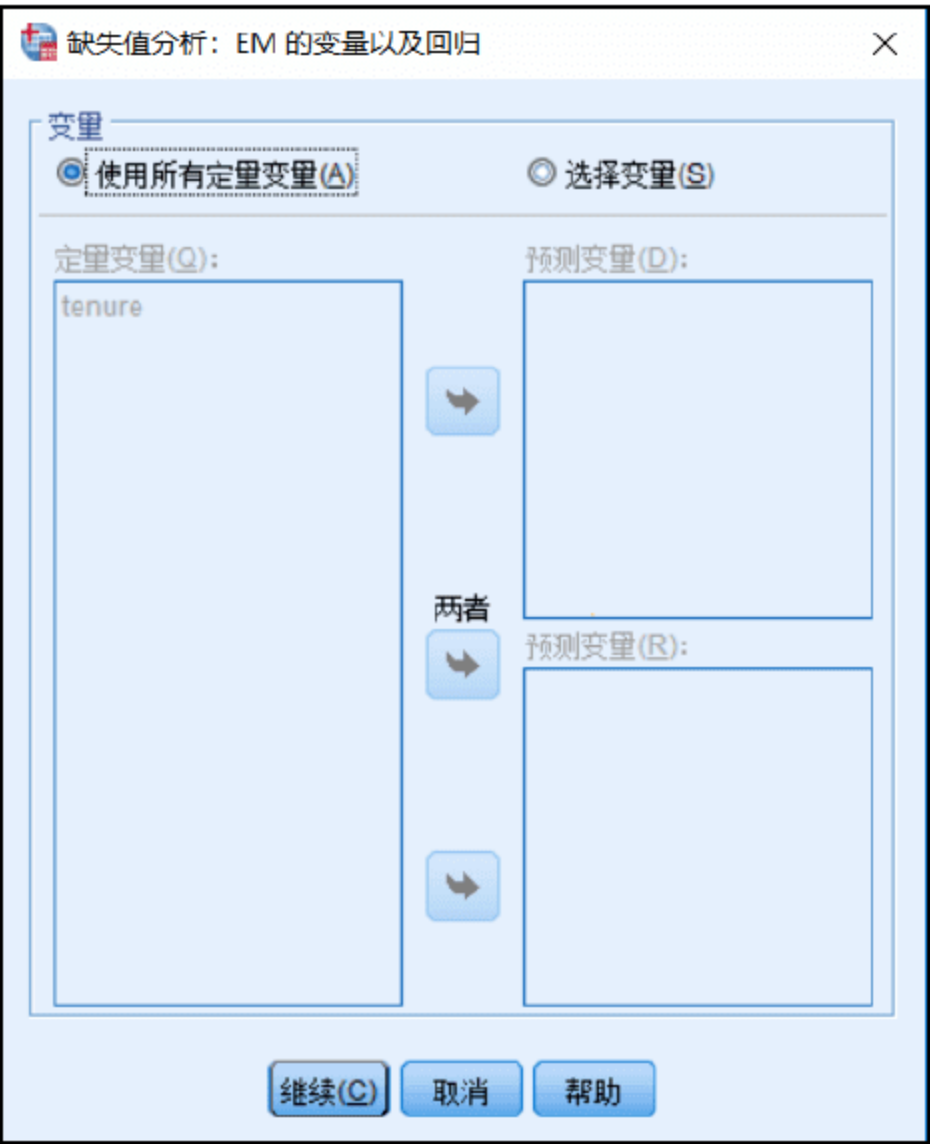 缺失值分析：EM 的变量以及回归
变量
使用所有定量变量(A)
选择变量(S)
定量变量(Q):
预测变量(D):
tenure
两者
预测变量(R):
继续(C)
取消
帮助